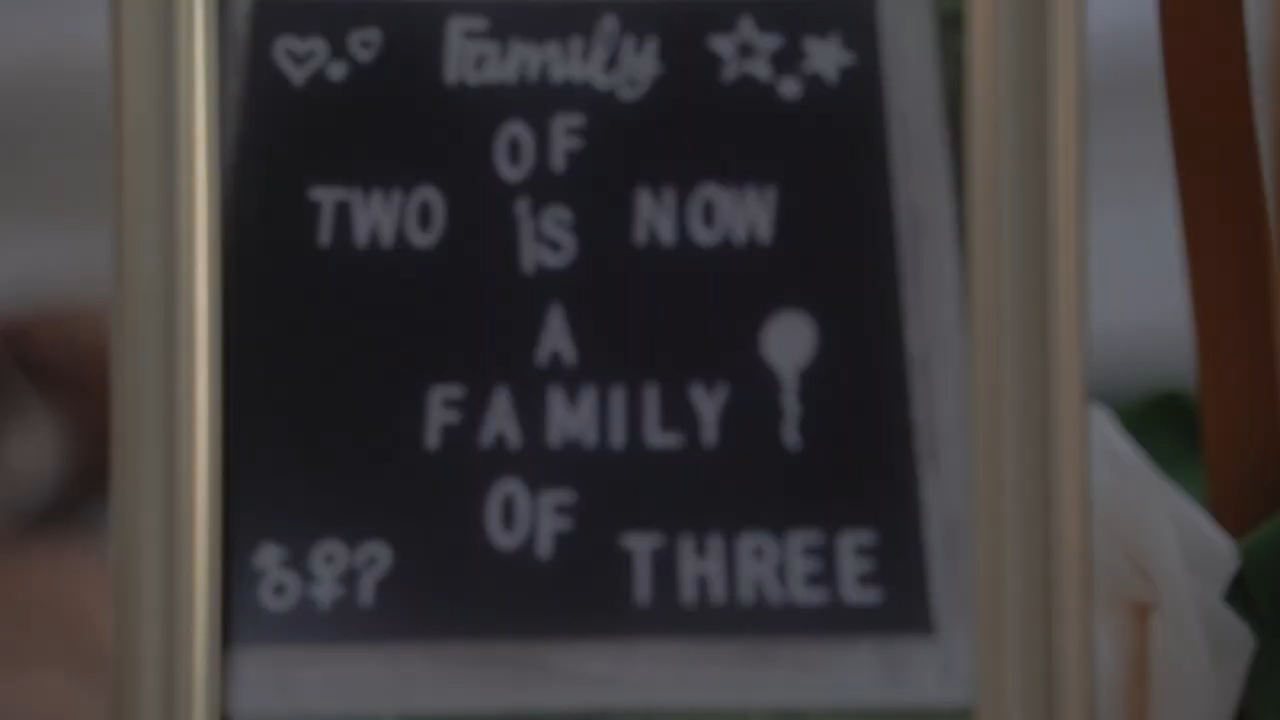 Family
OF
TWO IS NOW
A
FAMILY
OF
THREE
♂♀?